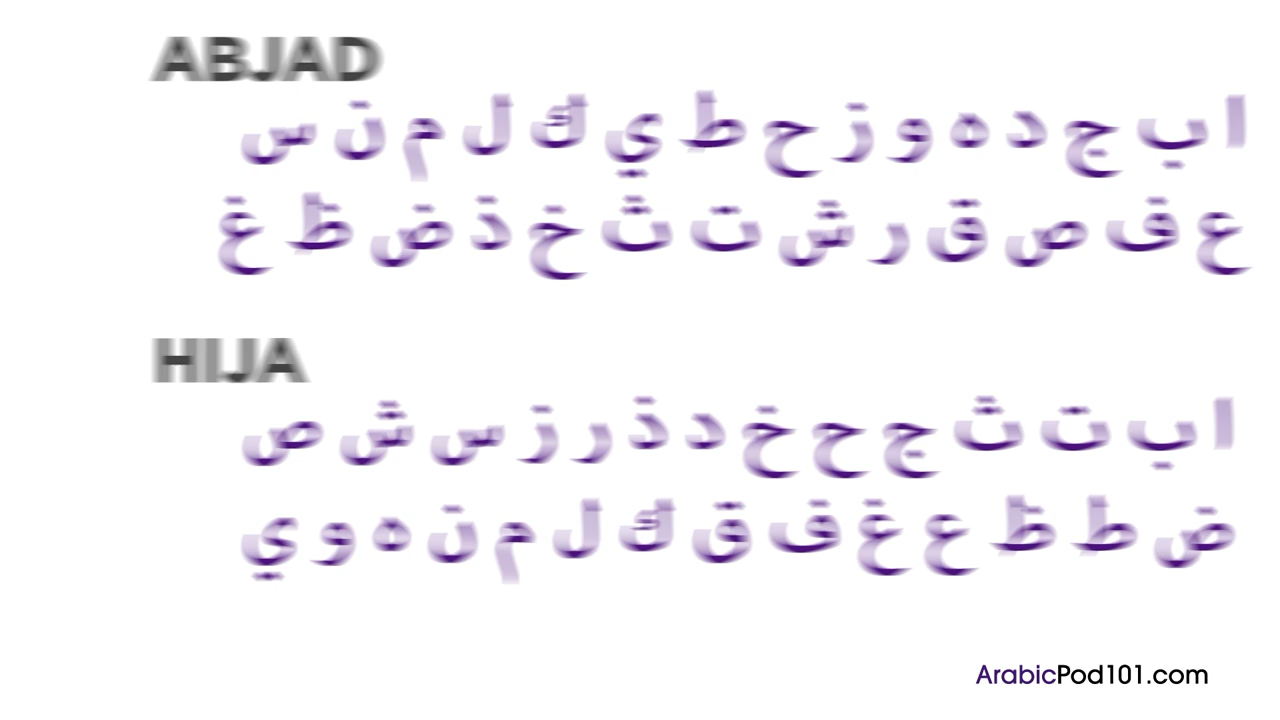 ABJAD
ا ب ج د ه و ز ح ط ي ك ل م ن س
ع ف ص ق ر ش ت ث خ ذ ض ظ غ
HIJA
ا ب ت ث ج ح خ د ذ ر ز س ش ص
ض ط ظ ع غ ف ق ك ل م ن ه و ي
ArabicPod101.com